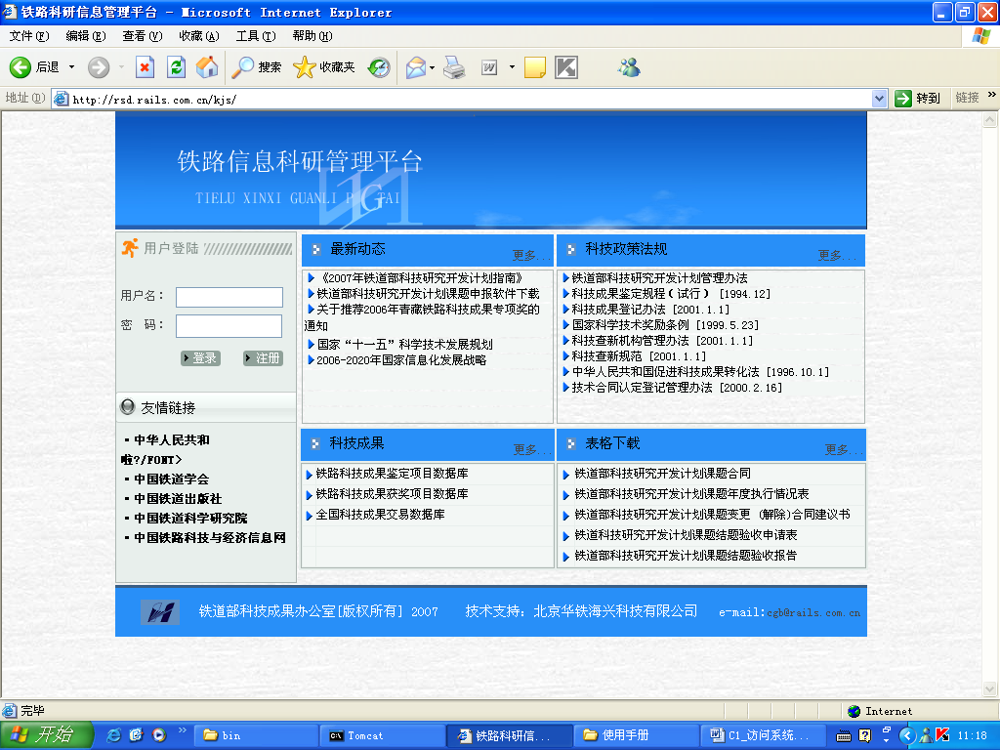 铁路科研信息管理平台 - Microsoft Internet Explorer
文件(F) 编辑(E) 查看(V) 收藏(A) 工具(T) 帮助(H)
后退 搜索 收藏夹
地址(D) http://rsd.rails.com.cn/kjs/ 转到 链接 »
铁路信息科研管理平台
TIELU XINXI GUANLI P G TAI
用户登陆
用户名：
密 码：
登录 注册
友情链接
中华人民共和
啦?/FONT>
中国铁道学会
中国铁道出版社
中国铁道科学研究院
中国铁路科技与经济信息网
最新动态 更多...
《2007年铁道部科技研究开发计划指南》
铁道部科技研究开发计划课题申报软件下载
关于推荐2006年青藏铁路科技成果专项奖的
通知
国家“十一五”科学技术发展规划
2006-2020年国家信息化发展战略
科技政策法规 更多...
铁道部科技研究开发计划管理办法
科技成果鉴定规程（试行） [1994.12]
科技成果登记办法 [2001.1.1]
国家科学技术奖励条例 [1999.5.23]
科技查新机构管理办法 [2001.1.1]
科技查新规范 [2001.1.1]
中华人民共和国促进科技成果转化法 [1996.10.1]
技术合同认定登记管理办法 [2000.2.16]
科技成果 更多...
铁路科技成果鉴定项目数据库
铁路科技成果获奖项目数据库
全国科技成果交易数据库
表格下载 更多...
铁道部科技研究开发计划课题合同
铁道部科技研究开发计划课题年度执行情况表
铁道部科技研究开发计划课题变更 (解除)合同建议书
铁道科技研究开发计划课题结题验收申请表
铁道部科技研究开发计划课题结题验收报告
铁道部科技成果办公室[版权所有] 2007 技术支持：北京华铁海兴科技有限公司 e-mail:cgb@rails.com.cn
完毕 Internet
开始 » bin Tomcat 铁路科研信... 使用手册 C1_访问系统... 11:18